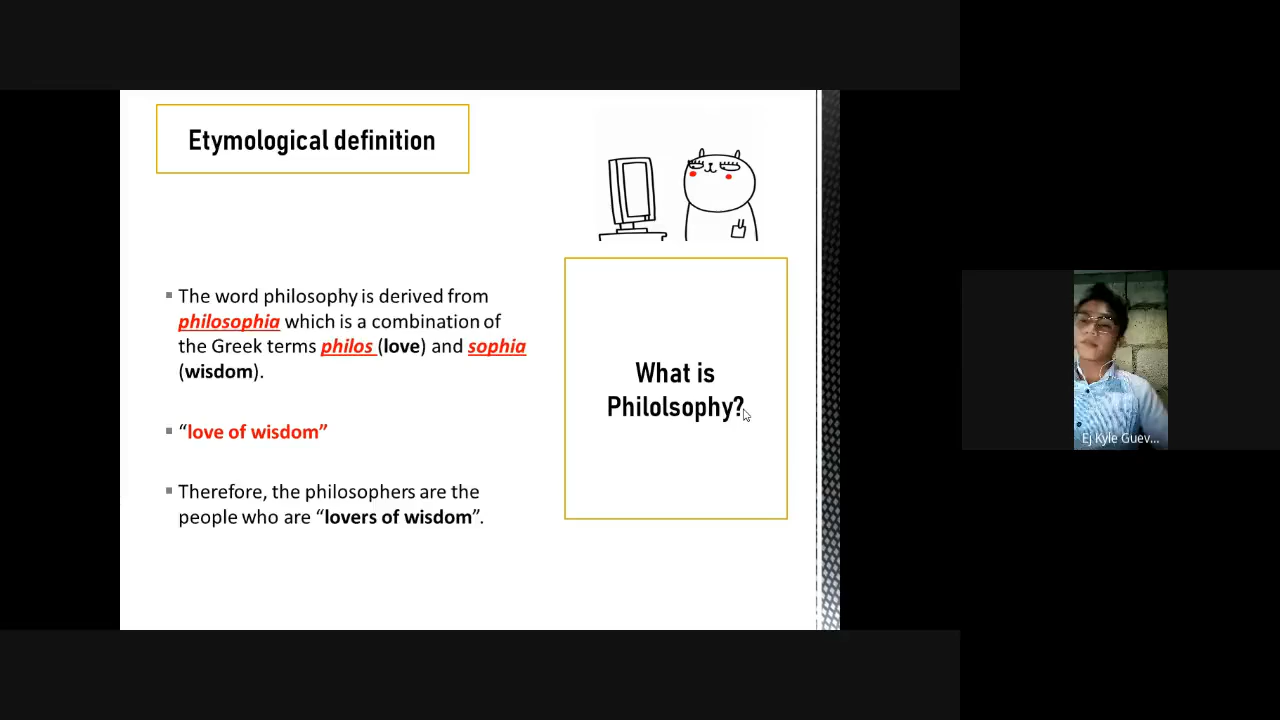 Etymological definition
The word philosophy is derived from
philosophia which is a combination of
the Greek terms philos (love) and sophia
(wisdom).
“love of wisdom”
Therefore, the philosophers are the
people who are “lovers of wisdom”.
What is
Philolsophy?
Ej Kyle Guev...